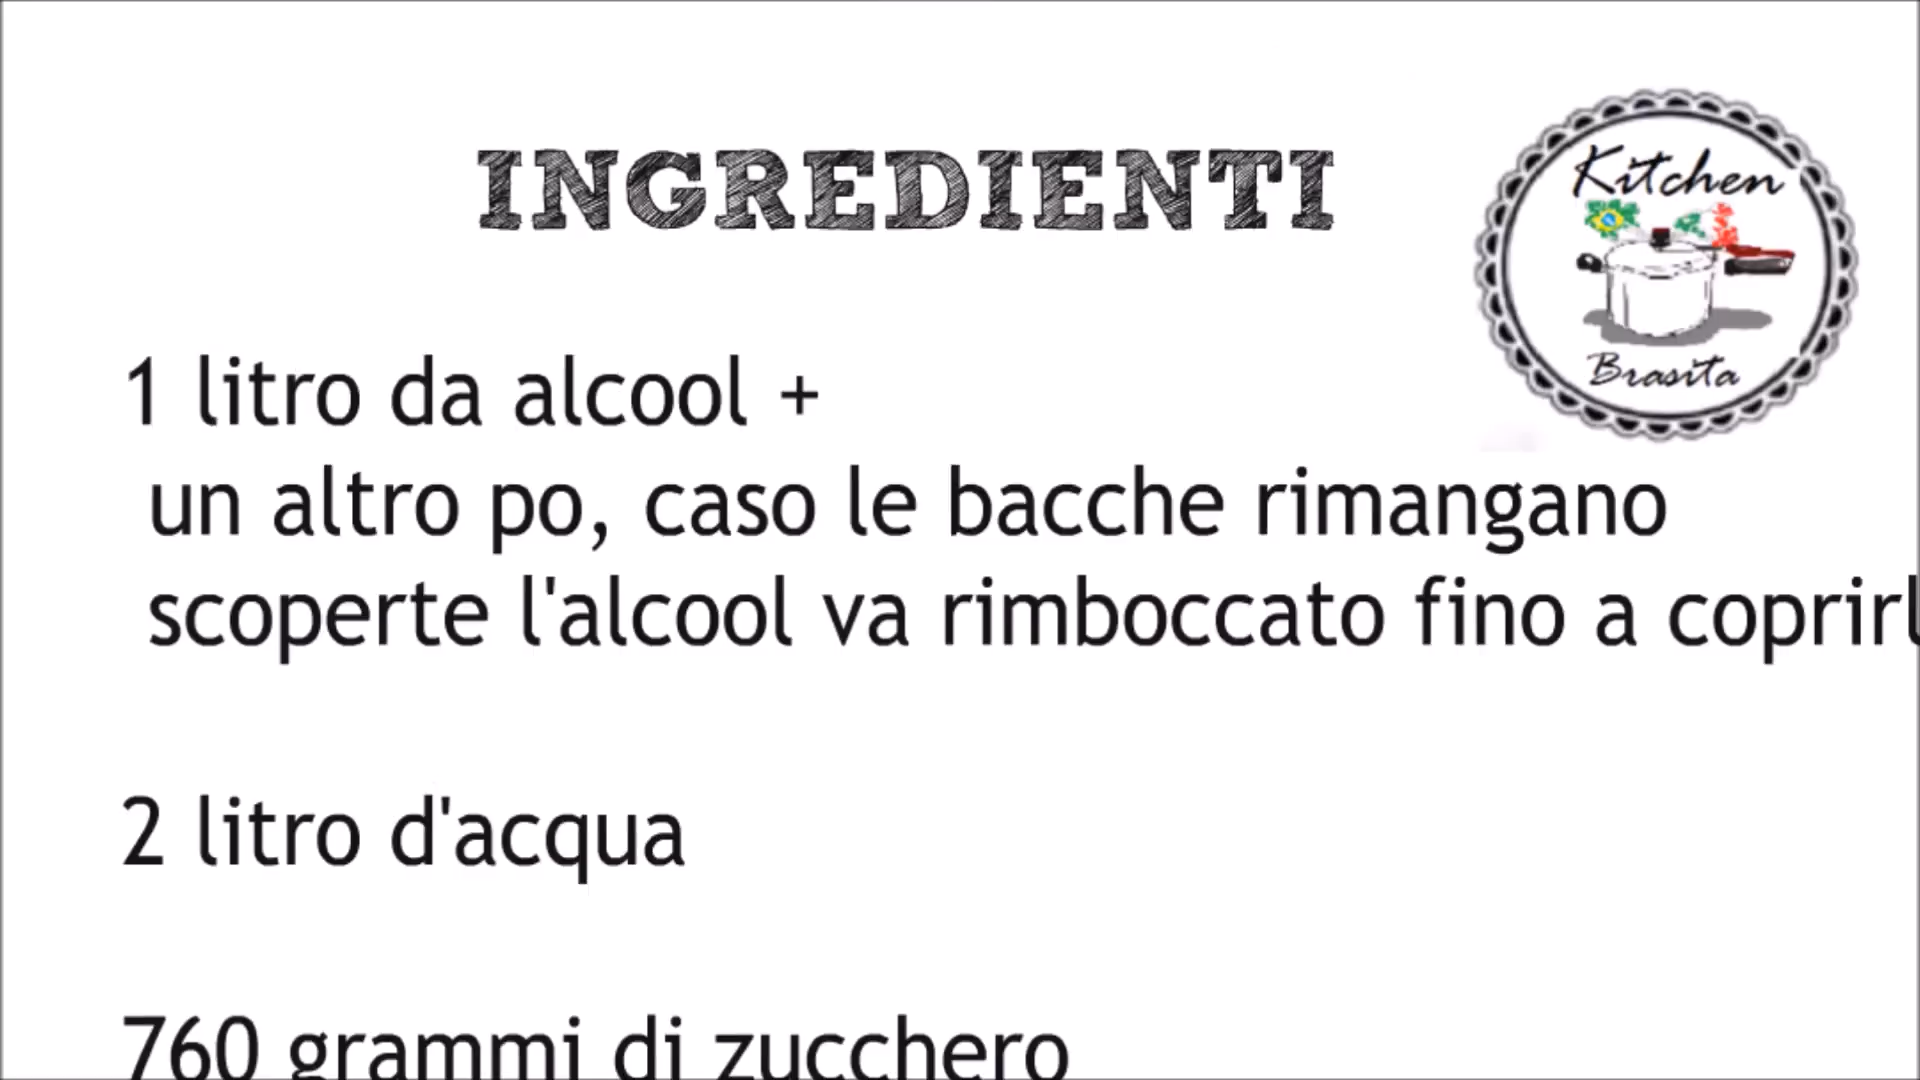 INGREDIENTI
Kitchen
Brasita
1 litro da alcool +
un altro po, caso le bacche rimangano
scoperte l'alcool va rimboccato fino a coprirl
2 litro d'acqua
760 grammi di zucchero